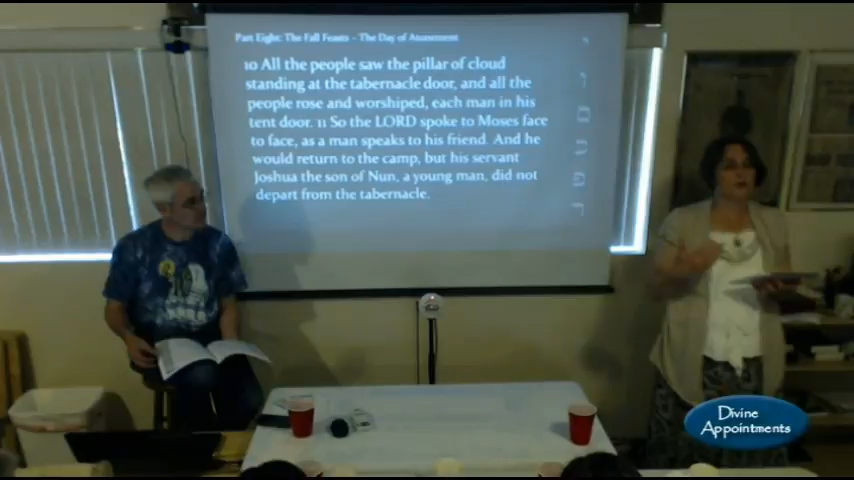 Part Eight: The Fall Feasts - The Day of Atonement
10 All the people saw the pillar of cloud
standing at the tabernacle door, and all the
people rose and worshiped, each man in his
tent door. 11 So the LORD spoke to Moses face
to face, as a man speaks to his friend. And he
would return to the camp, but his servant
Joshua the son of Nun, a young man, did not
depart from the tabernacle.
Divine
Appointments